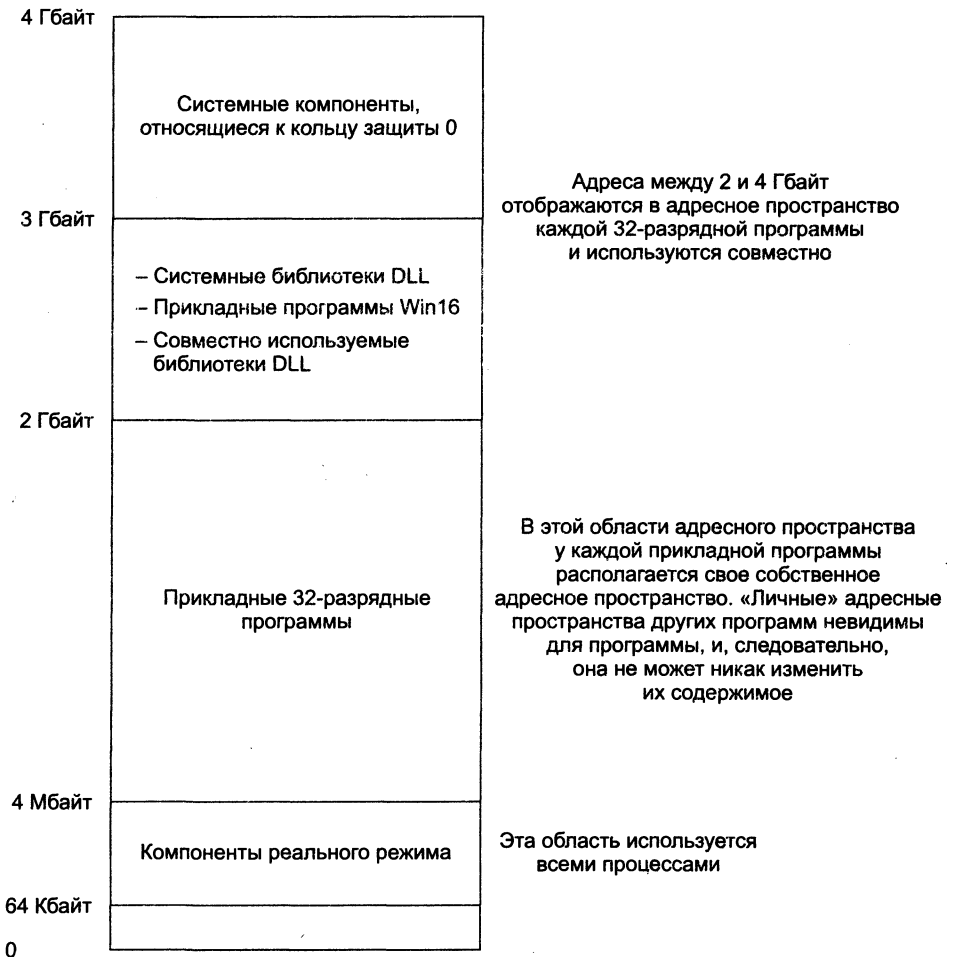 4 Гбайт
Системные компоненты,
относящиеся к кольцу защиты 0
Адреса между 2 и 4 Гбайт
отображаются в адресное пространство
каждой 32-разрядной программы
и используются совместно
3 Гбайт
– Системные библиотеки DLL
– Прикладные программы Win16
– Совместно используемые
библиотеки DLL
2 Гбайт
Прикладные 32-разрядные
программы
В этой области адресного пространства
у каждой прикладной программы
располагается свое собственное
адресное пространство. «Личные» адресные
пространства других программ невидимы
для программы, и, следовательно,
она не может никак изменить
их содержимое
4 Мбайт
Компоненты реального режима
Эта область используется
всеми процессами
64 Кбайт
0